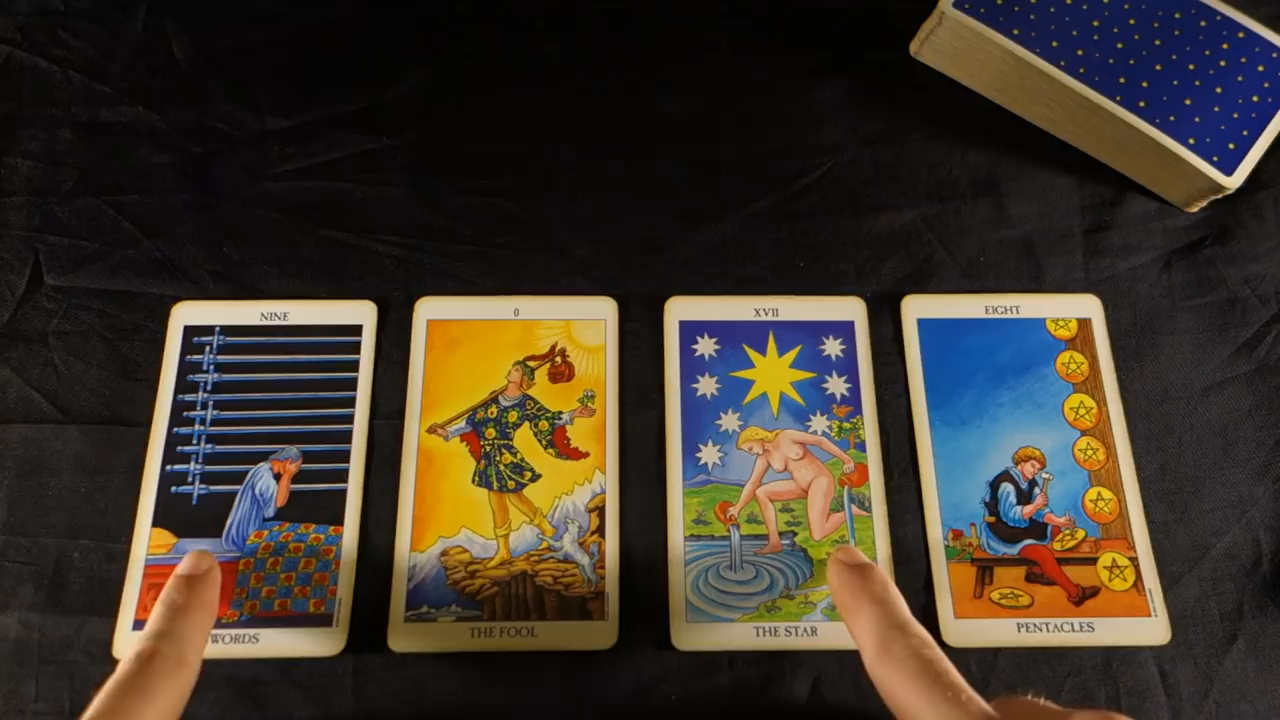 NINE
WORDS
0
THE FOOL
XVII
THE STAR
EIGHT
PENTACLES